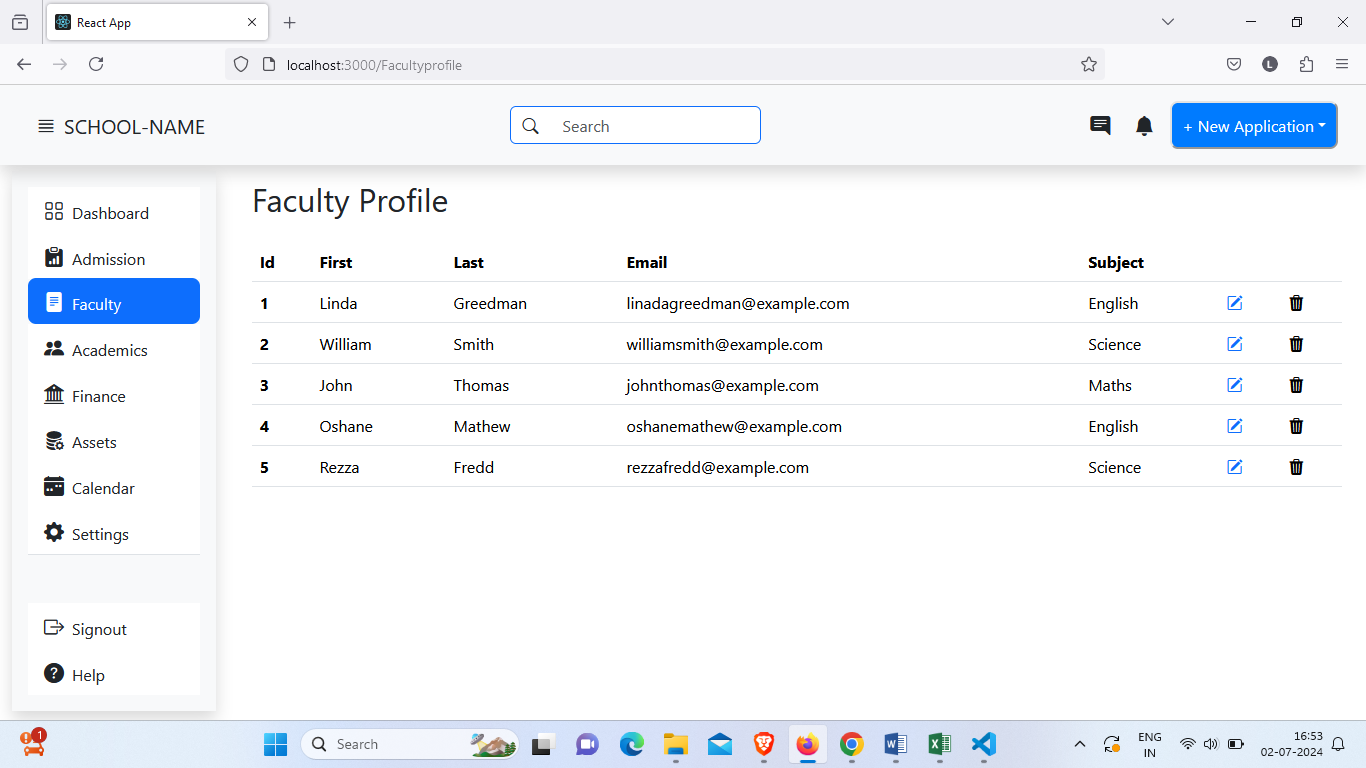 React App
localhost:3000/Facultyprofile
SCHOOL-NAME
Search
+ New Application
Dashboard
Admission
Faculty
Academics
Finance
Assets
Calendar
Settings
Signout
Help
Faculty Profile
Id First Last Email Subject
1 Linda Greedman linadagreedman@example.com English
2 William Smith williamsmith@example.com Science
3 John Thomas johnthomas@example.com Maths
4 Oshane Mathew oshanemathew@example.com English
5 Rezza Fredd rezzafredd@example.com Science
L
1
Search
ENG
IN
16:53
02-07-2024